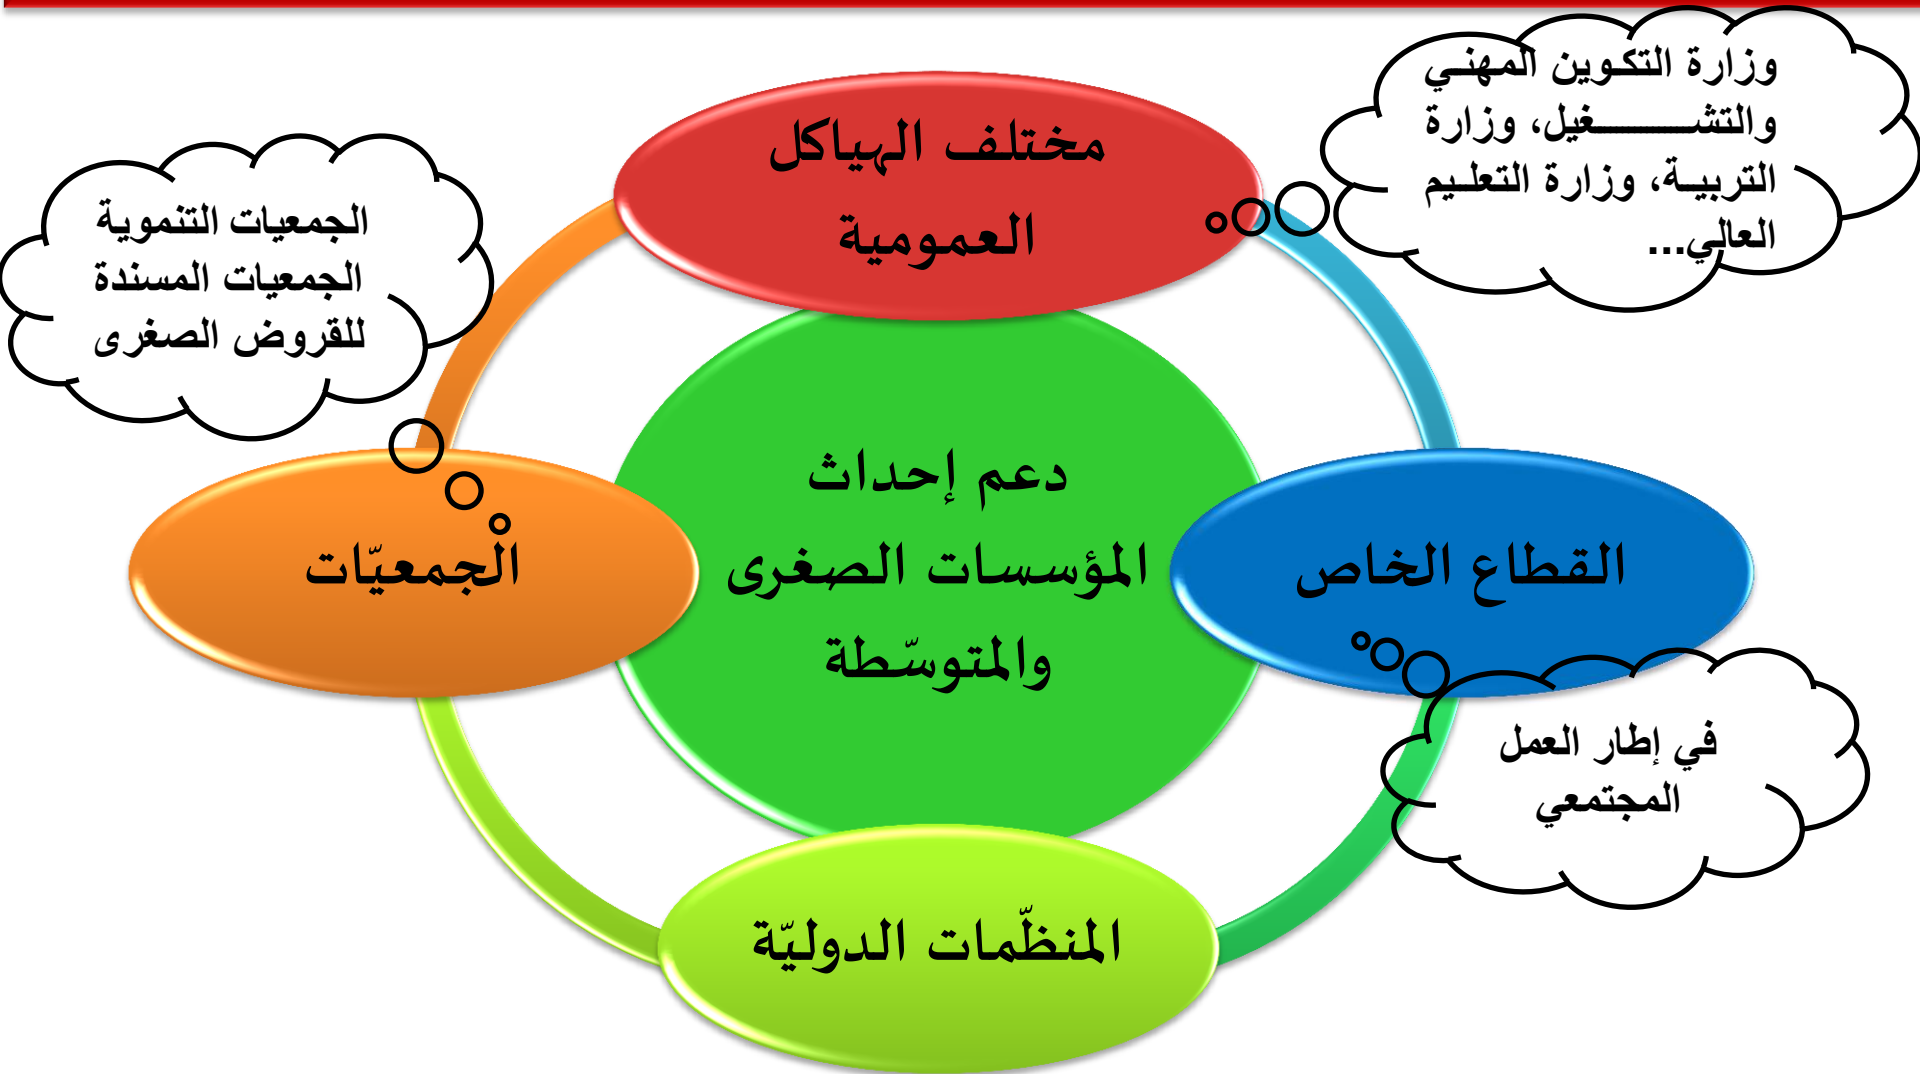 وزارة التكوين المهني
والتشغيل، وزارة
التربية، وزارة التعليم
العالي...
مختلف الهياكل
العمومية
الجمعيات التنموية
الجمعيات المسندة
للقروض الصغرى
دعم إحداث
المؤسسات الصغرى
والمتوسّطة
القطاع الخاص
الجمعيّات
في إطار العمل
المجتمعي
المنظّمات الدوليّة